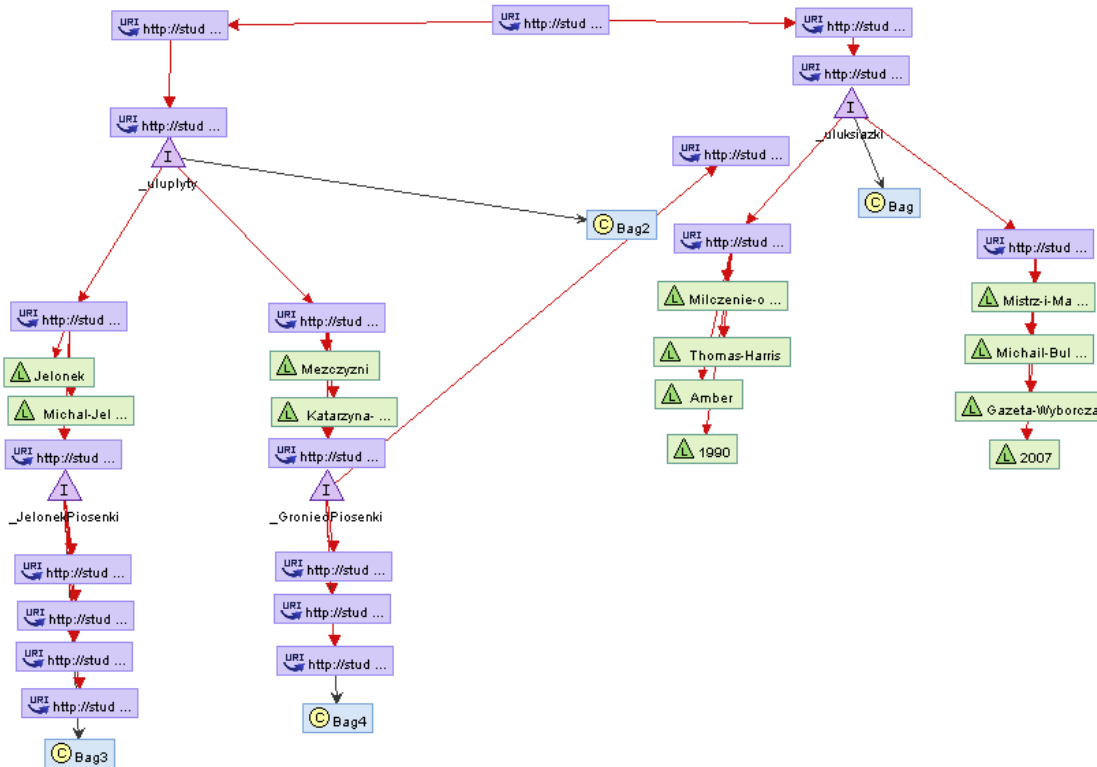 URI http://stud ...
URI http://stud ...
URI http://stud ...
URI http://stud ...
URI http://stud ...
I
_uluplyty
I
_uluksiazki
URI http://stud ...
C Bag
C Bag2
URI http://stud ...
URI http://stud ...
L Milczenie-o ...
L Mistrz-i-Ma ...
URI http://stud ...
URI http://stud ...
L Thomas-Harris
L Michail-Bul ...
L Jelonek
L Mezczyzni
L Amber
L Gazeta-Wyborcza
L Michal-Jel ...
L Katarzyna- ...
L 1990
L 2007
URI http://stud ...
URI http://stud ...
I
_JelonekPiosenki
I
_GroniecPiosenki
URI http://stud ...
URI http://stud ...
URI http://stud ...
URI http://stud ...
URI http://stud ...
URI http://stud ...
URI http://stud ...
C Bag3
C Bag4